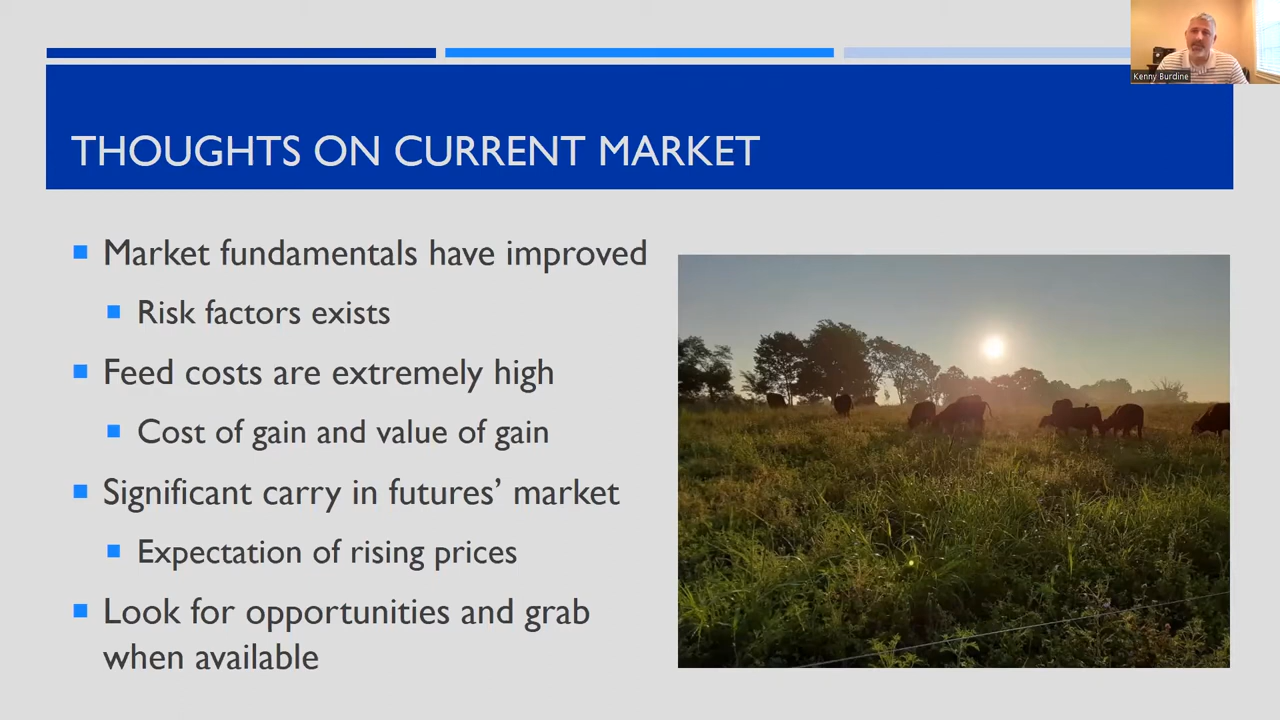 Kenny Burdine
THOUGHTS ON CURRENT MARKET
Market fundamentals have improved
Risk factors exists
Feed costs are extremely high
Cost of gain and value of gain
Significant carry in futures’ market
Expectation of rising prices
Look for opportunities and grab
when available